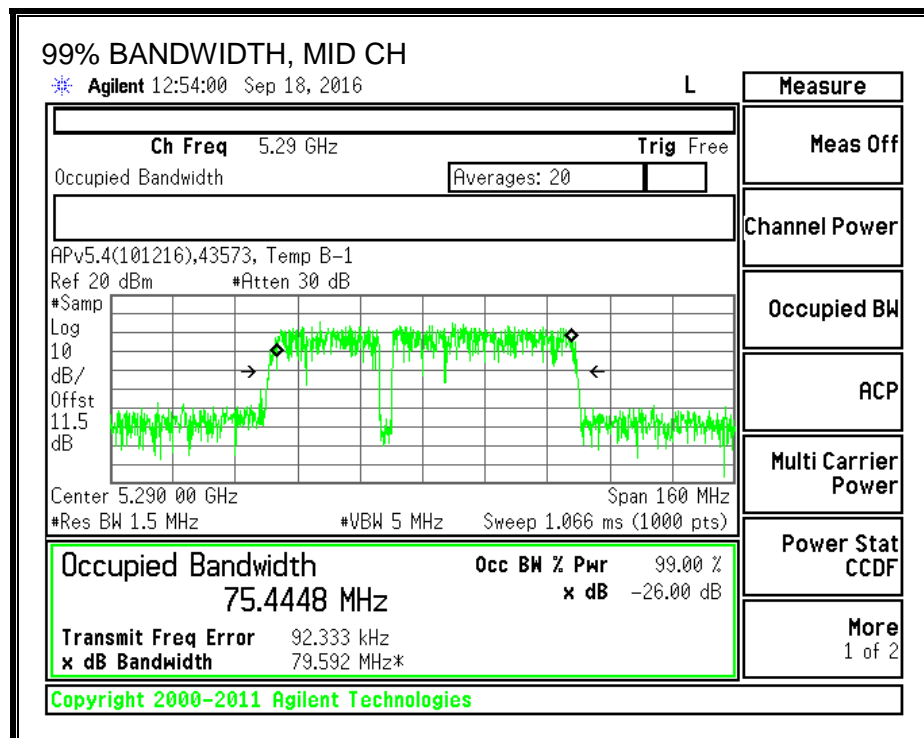 99% BANDWIDTH, MID CH
Agilent 12:54:00 Sep 18, 2016 L
Measure
Ch Freq 5.29 GHz Trig Free
Occupied Bandwidth Averages: 20
APv5.4(101216),43573, Temp B-1
Ref 20 dBm #Atten 30 dB
#Samp
Log
10
dB/
Offst
11.5
dB
Center 5.290 00 GHz Span 160 MHz
#Res BW 1.5 MHz #VBW 5 MHz Sweep 1.066 ms (1000 pts)
Occupied Bandwidth
75.4448 MHz
Occ BW % Pwr 99.00 %
x dB -26.00 dB
Transmit Freq Error 92.333 kHz
x dB Bandwidth 79.592 MHz*
Copyright 2000-2011 Agilent Technologies
Meas Off
Channel Power
Occupied BW
ACP
Multi Carrier
Power
Power Stat
CCDF
More
1 of 2